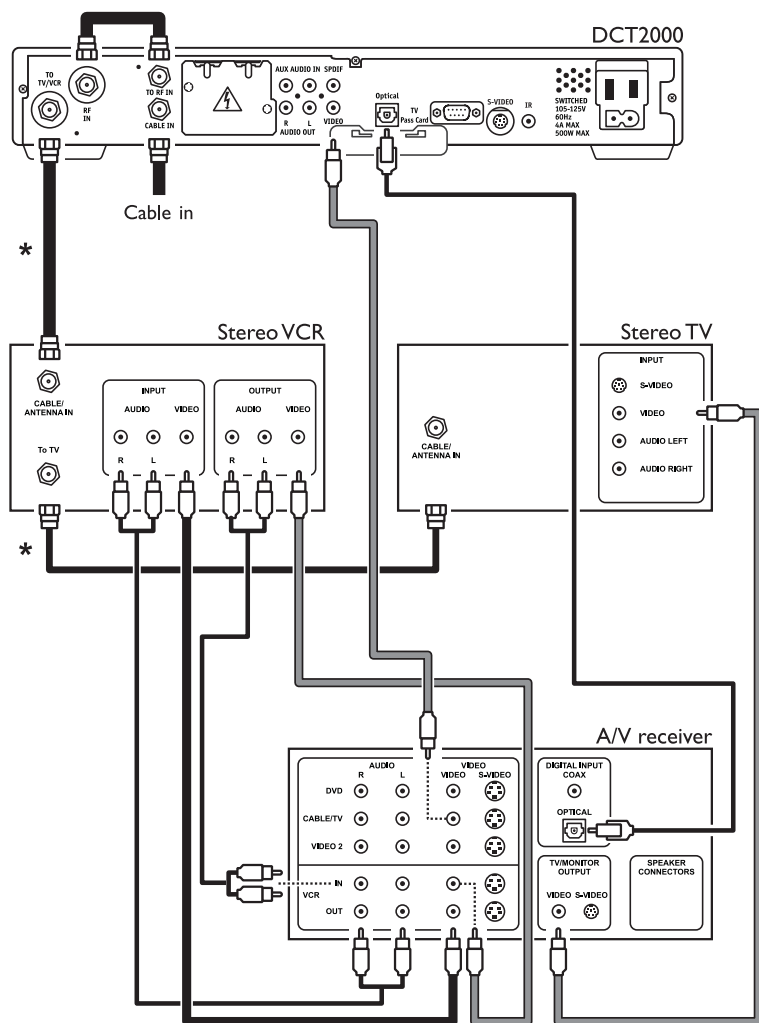 DCT2000
TO
TV/VCR
RF
IN
TO RF IN
CABLE IN
AUX AUDIO IN SPDIF
R L VIDEO
AUDIO OUT
Optical
TV
Pass Card
S-VIDEO
IR
SWITCHED
105-125V
60Hz
4A MAX
500W MAX
Cable in
*
Stereo VCR
CABLE/
ANTENNA IN
To TV
INPUT
AUDIO VIDEO
R L
OUTPUT
AUDIO VIDEO
R L
*
Stereo TV
CABLE/
ANTENNA IN
INPUT
S-VIDEO
VIDEO
AUDIO LEFT
AUDIO RIGHT
A/V receiver
AUDIO VIDEO
R L VIDEO S-VIDEO
DVD
CABLE/TV
VIDEO 2
IN
VCR
OUT
DIGITAL INPUT
COAX
OPTICAL
TV/MONITOR
OUTPUT
VIDEO S-VIDEO
SPEAKER
CONNECTORS